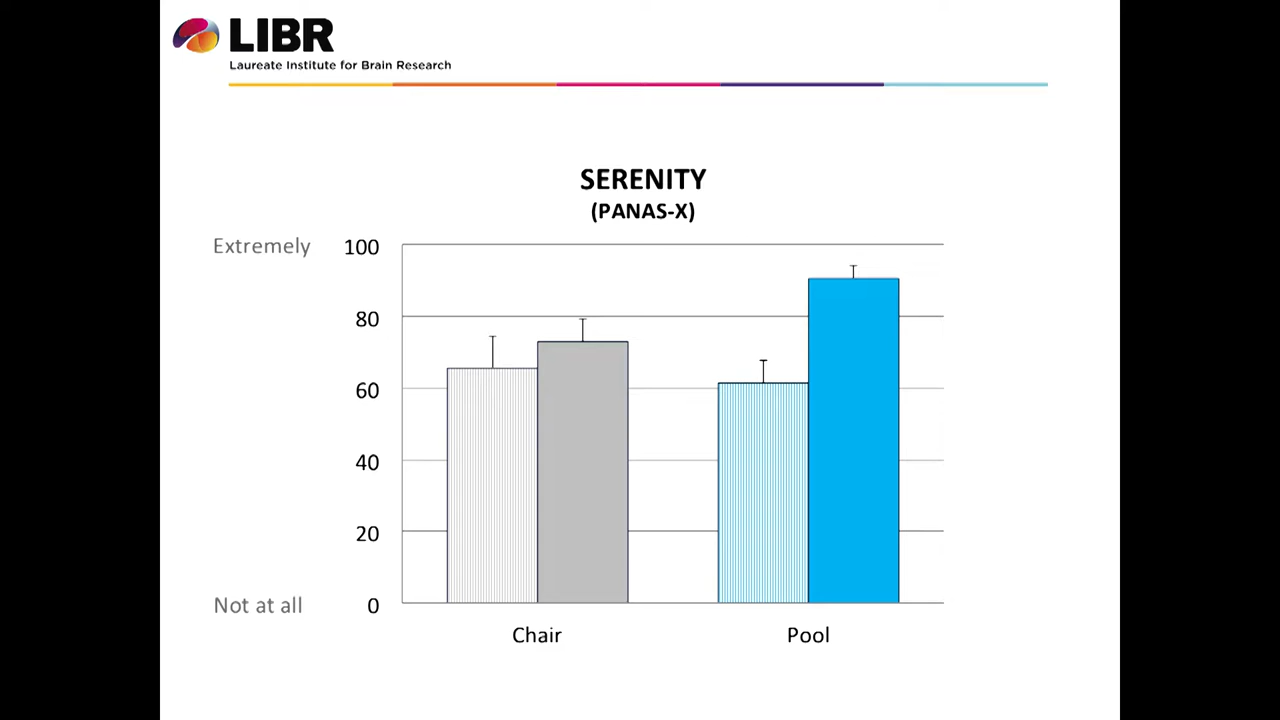 LIBR
Laureate Institute for Brain Research
SERENITY
(PANAS-X)
Extremely 100
80
60
40
20
Not at all 0
Chair Pool